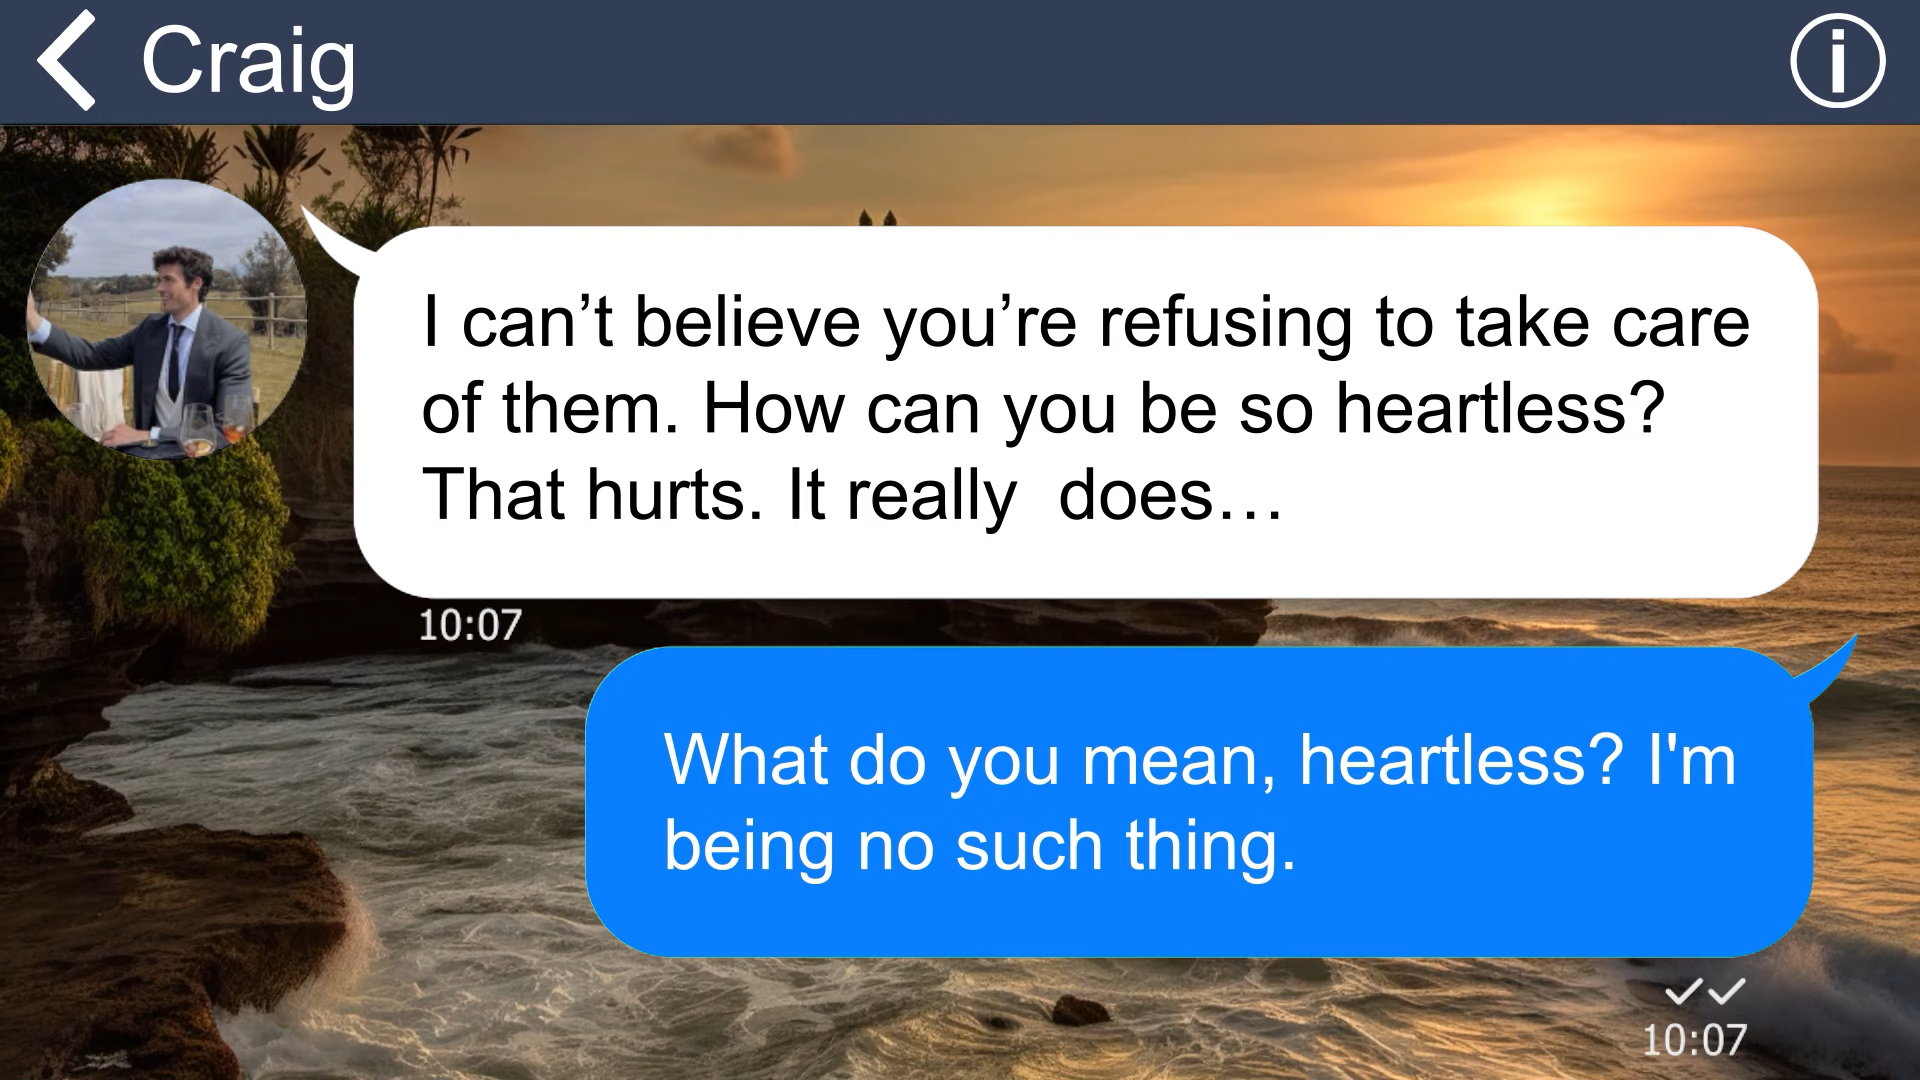 Craig
I can’t believe you’re refusing to take care
of them. How can you be so heartless?
That hurts. It really  does…
10:07
What do you mean, heartless? I'm
being no such thing.
10:07